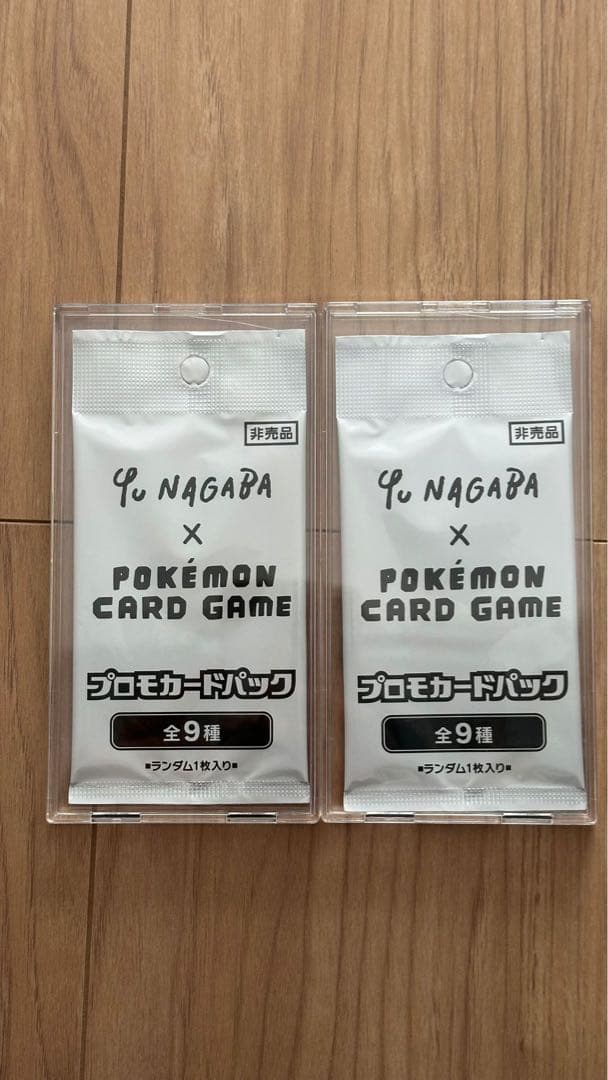 非売品
Yu NAGABA
X
POKÉMON
CARD GAME
プロモカードパック
全9種
■ランダム1枚入り■
非売品
Yu NAGABA
X
POKÉMON
CARD GAME
プロモカードパック
全9種
■ランダム1枚入り■